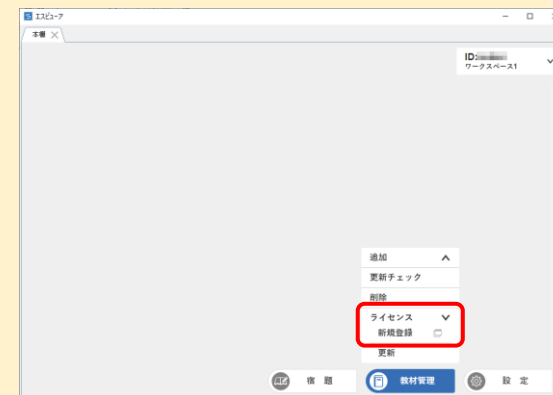 エスビューア
本棚
ID:
ワークスペース1
追加
更新チェック
削除
ライセンス
新規登録
更新
宿 題
教材管理
設 定